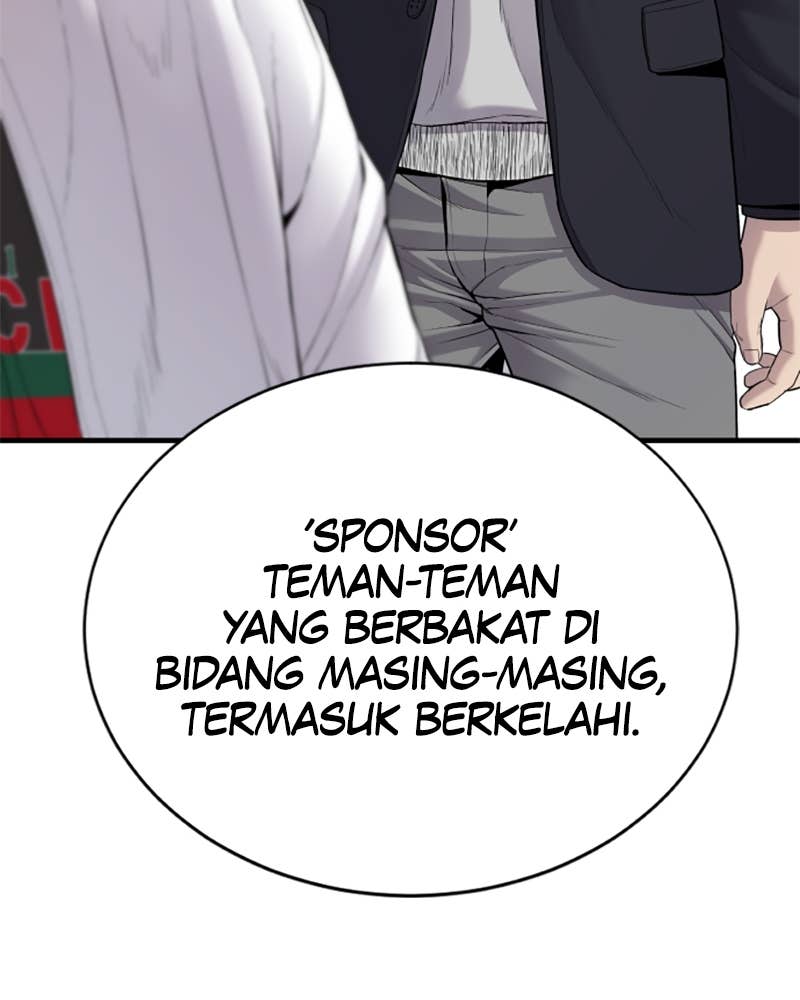 'SPONSOR'
TEMAN-TEMAN
YANG BERBAKAT DI
BIDANG MASING-MASING,
TERMASUK BERKELAHI.